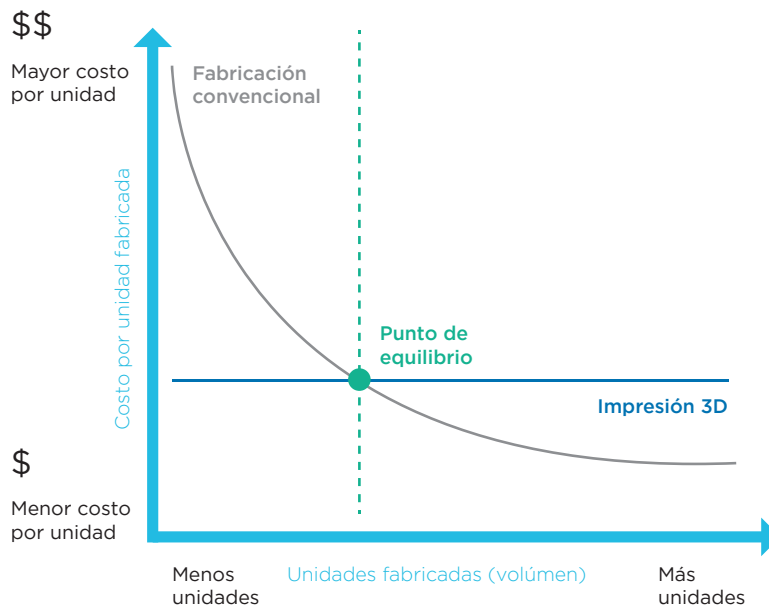 $$
Mayor costo
por unidad
Fabricación
convencional
Costo por unidad fabricada
Punto de
equilibrio
Impresión 3D
$
Menor costo
por unidad
Menos
unidades
Unidades fabricadas (volúmen)
Más
unidades